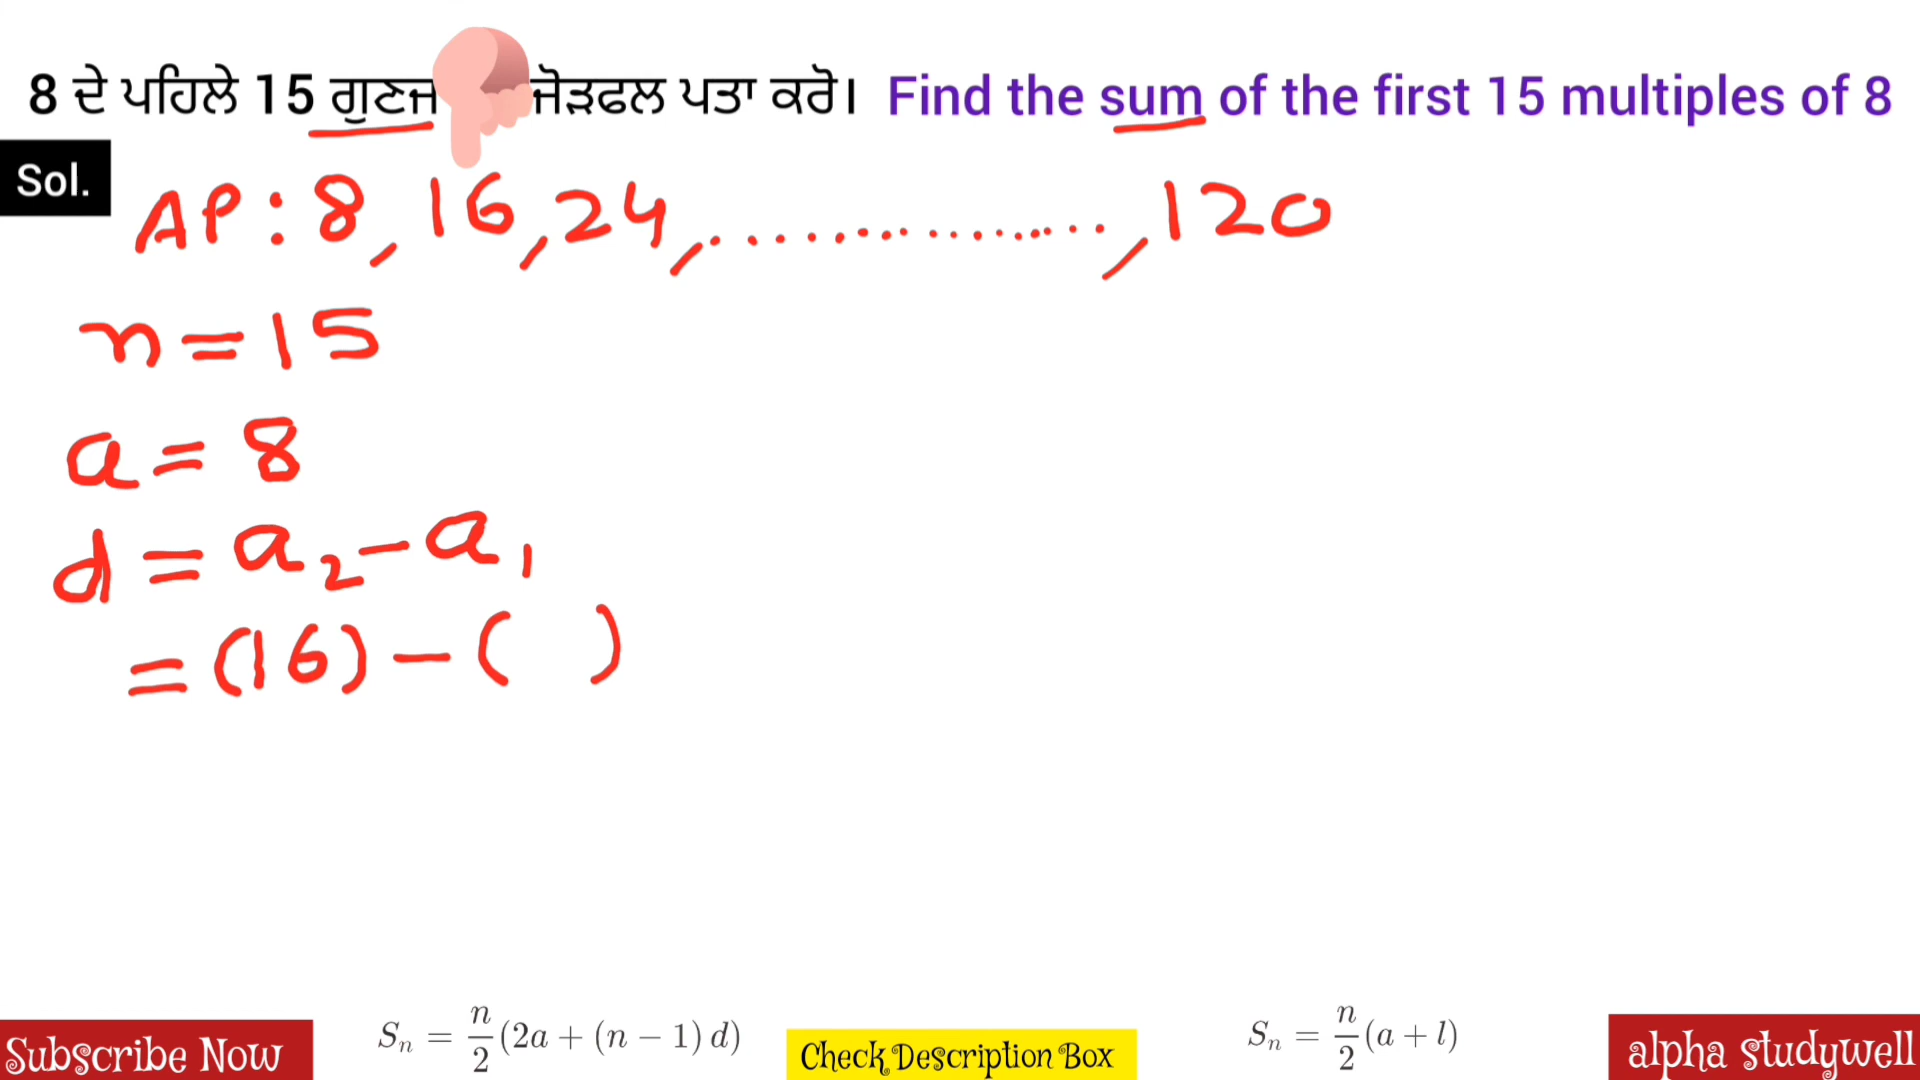 8 ਦੇ ਪਹਿਲੇ 15 ਗੁਣਜ ਜੋੜਫਲ ਪਤਾ ਕਰੋ। Find the sum of the first 15 multiples of 8
Sol.
AP: 8, 16, 24, ................, 120
n = 15
a = 8
d = a₂ - a₁
= (16) - ( )
Sₙ = n/2 (2a + (n − 1) d)
Sₙ = n/2 (a + l)
Subscribe Now
Check Description Box
alpha studywell